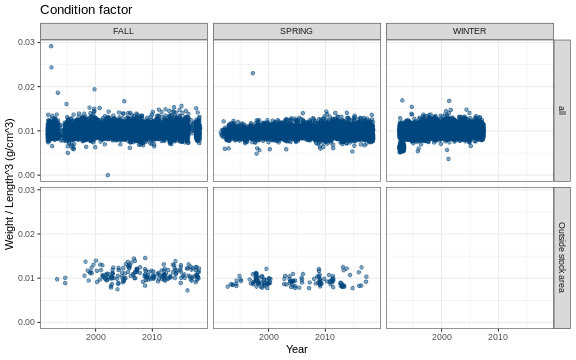 Condition factor
FALL SPRING WINTER
0.03
0.02
0.01
0.00
all
0.03
0.02
0.01
0.00
Outside stock area
Weight / Length^3 (g/cm^3)
2000 2010 2000 2010 2000 2010
Year